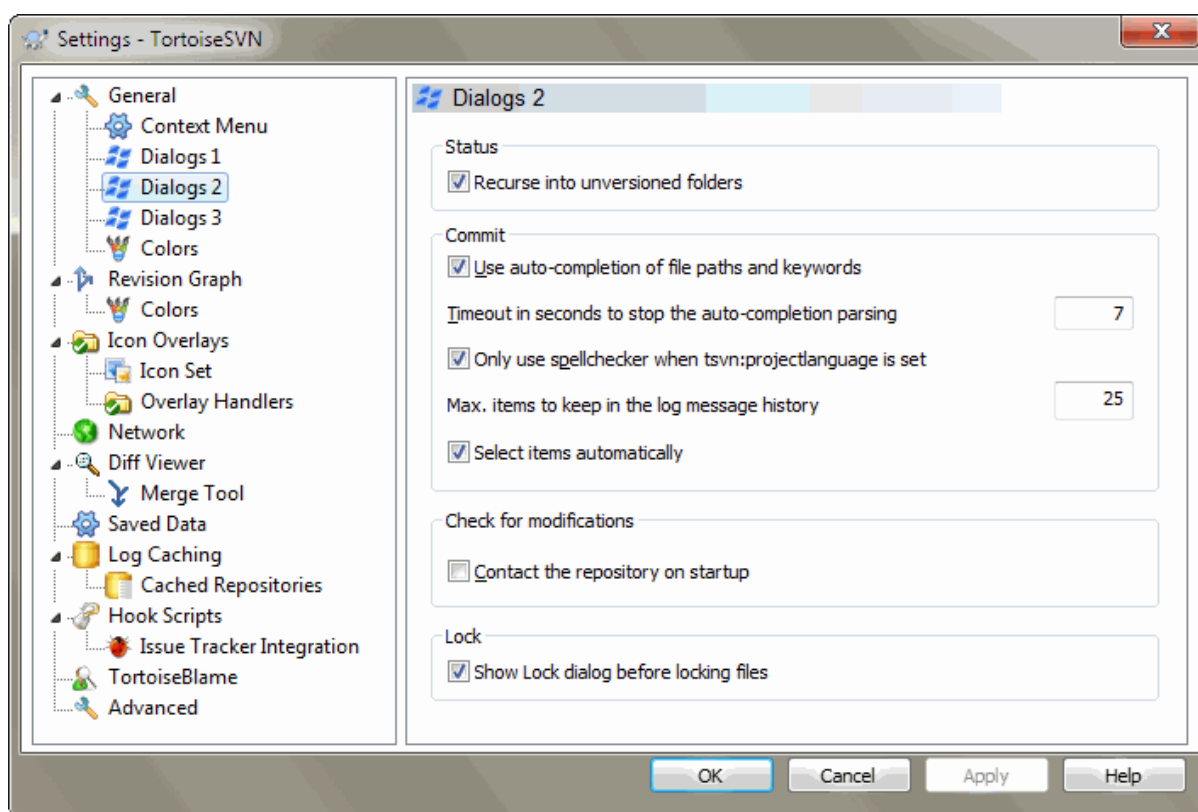 Settings - TortoiseSVN
General
Context Menu
Dialogs 1
Dialogs 2
Dialogs 3
Colors
Revision Graph
Colors
Icon Overlays
Icon Set
Overlay Handlers
Network
Diff Viewer
Merge Tool
Saved Data
Log Caching
Cached Repositories
Hook Scripts
Issue Tracker Integration
TortoiseBlame
Advanced
Dialogs 2
Status
Recurse into unversioned folders
Commit
Use auto-completion of file paths and keywords
Timeout in seconds to stop the auto-completion parsing 7
Only use spellchecker when tsvn:projectlanguage is set
Max. items to keep in the log message history 25
Select items automatically
Check for modifications
Contact the repository on startup
Lock
Show Lock dialog before locking files
OK Cancel Apply Help